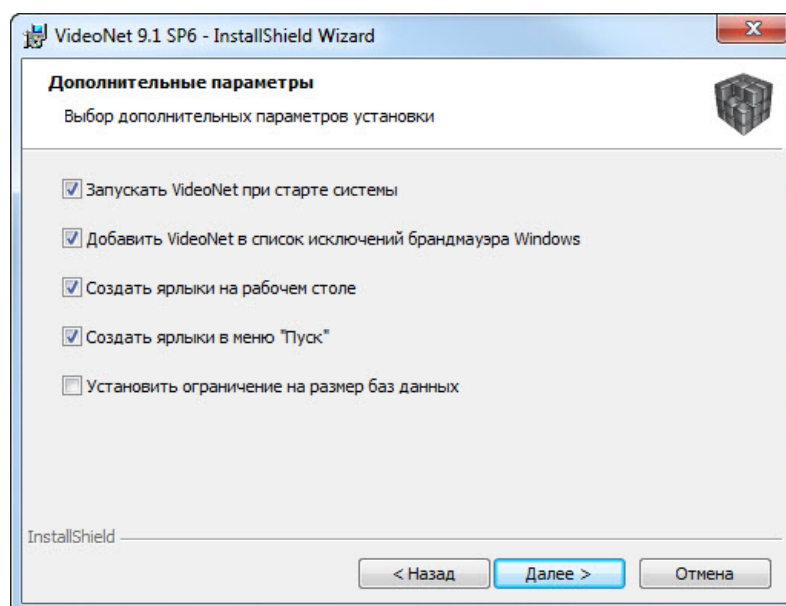 VideoNet 9.1 SP6 - InstallShield Wizard
Дополнительные параметры
Выбор дополнительных параметров установки
Запускать VideoNet при старте системы
Добавить VideoNet в список исключений брандмауэра Windows
Создать ярлыки на рабочем столе
Создать ярлыки в меню "Пуск"
Установить ограничение на размер баз данных
InstallShield
< Назад
Далее >
Отмена